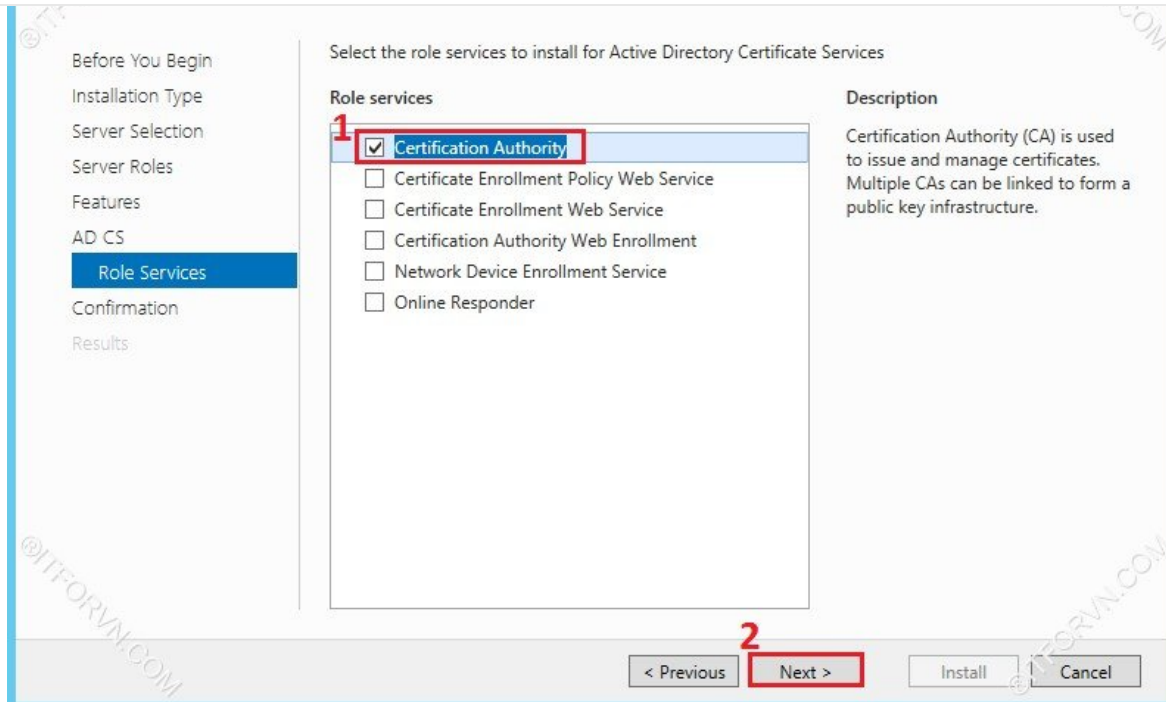 Before You Begin
Installation Type
Server Selection
Server Roles
Features
AD CS
Role Services
Confirmation
Results
Select the role services to install for Active Directory Certificate Services
Role services
1
Certification Authority
Certificate Enrollment Policy Web Service
Certificate Enrollment Web Service
Certification Authority Web Enrollment
Network Device Enrollment Service
Online Responder
Description
Certification Authority (CA) is used
to issue and manage certificates.
Multiple CAs can be linked to form a
public key infrastructure.
2
< Previous
Next >
Install
Cancel
®ITFORVN.COM